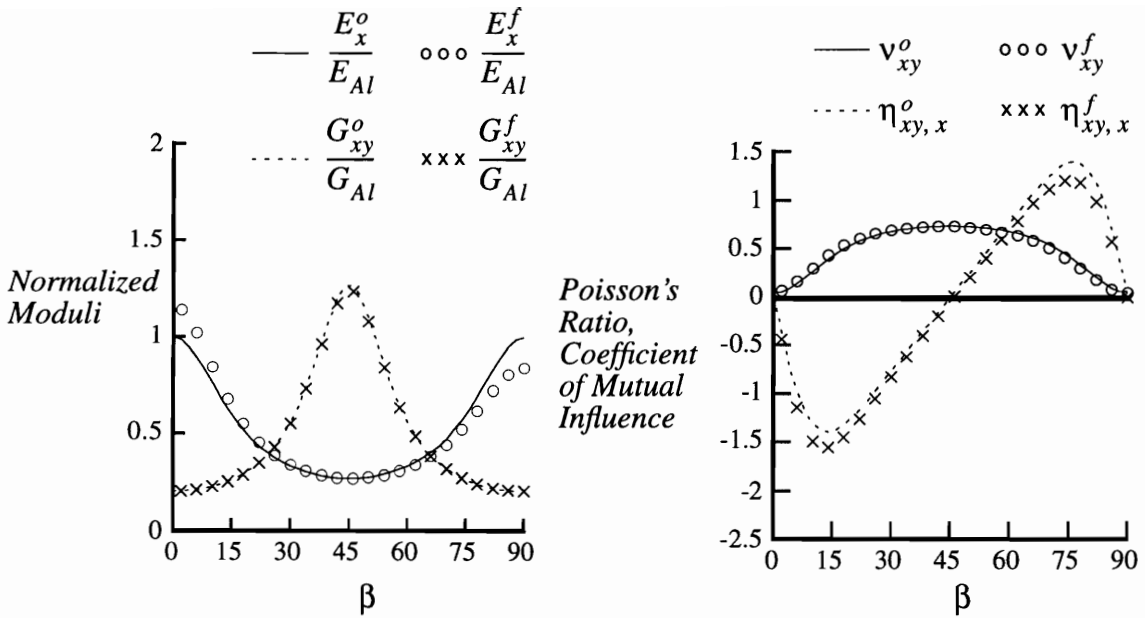 E_x^o / E_Al   ooo E_x^f / E_Al
G_xy^o / G_Al   xxx G_xy^f / G_Al
2
1.5
1
0.5
0
Normalized
Moduli
0 15 30 45 60 75 90
β
ν_xy^o   ooo ν_xy^f
η_xy, x^o   xxx η_xy, x^f
1.5
1
0.5
0
-0.5
-1
-1.5
-2
-2.5
Poisson's
Ratio,
Coefficient
of Mutual
Influence
0 15 30 45 60 75 90
β